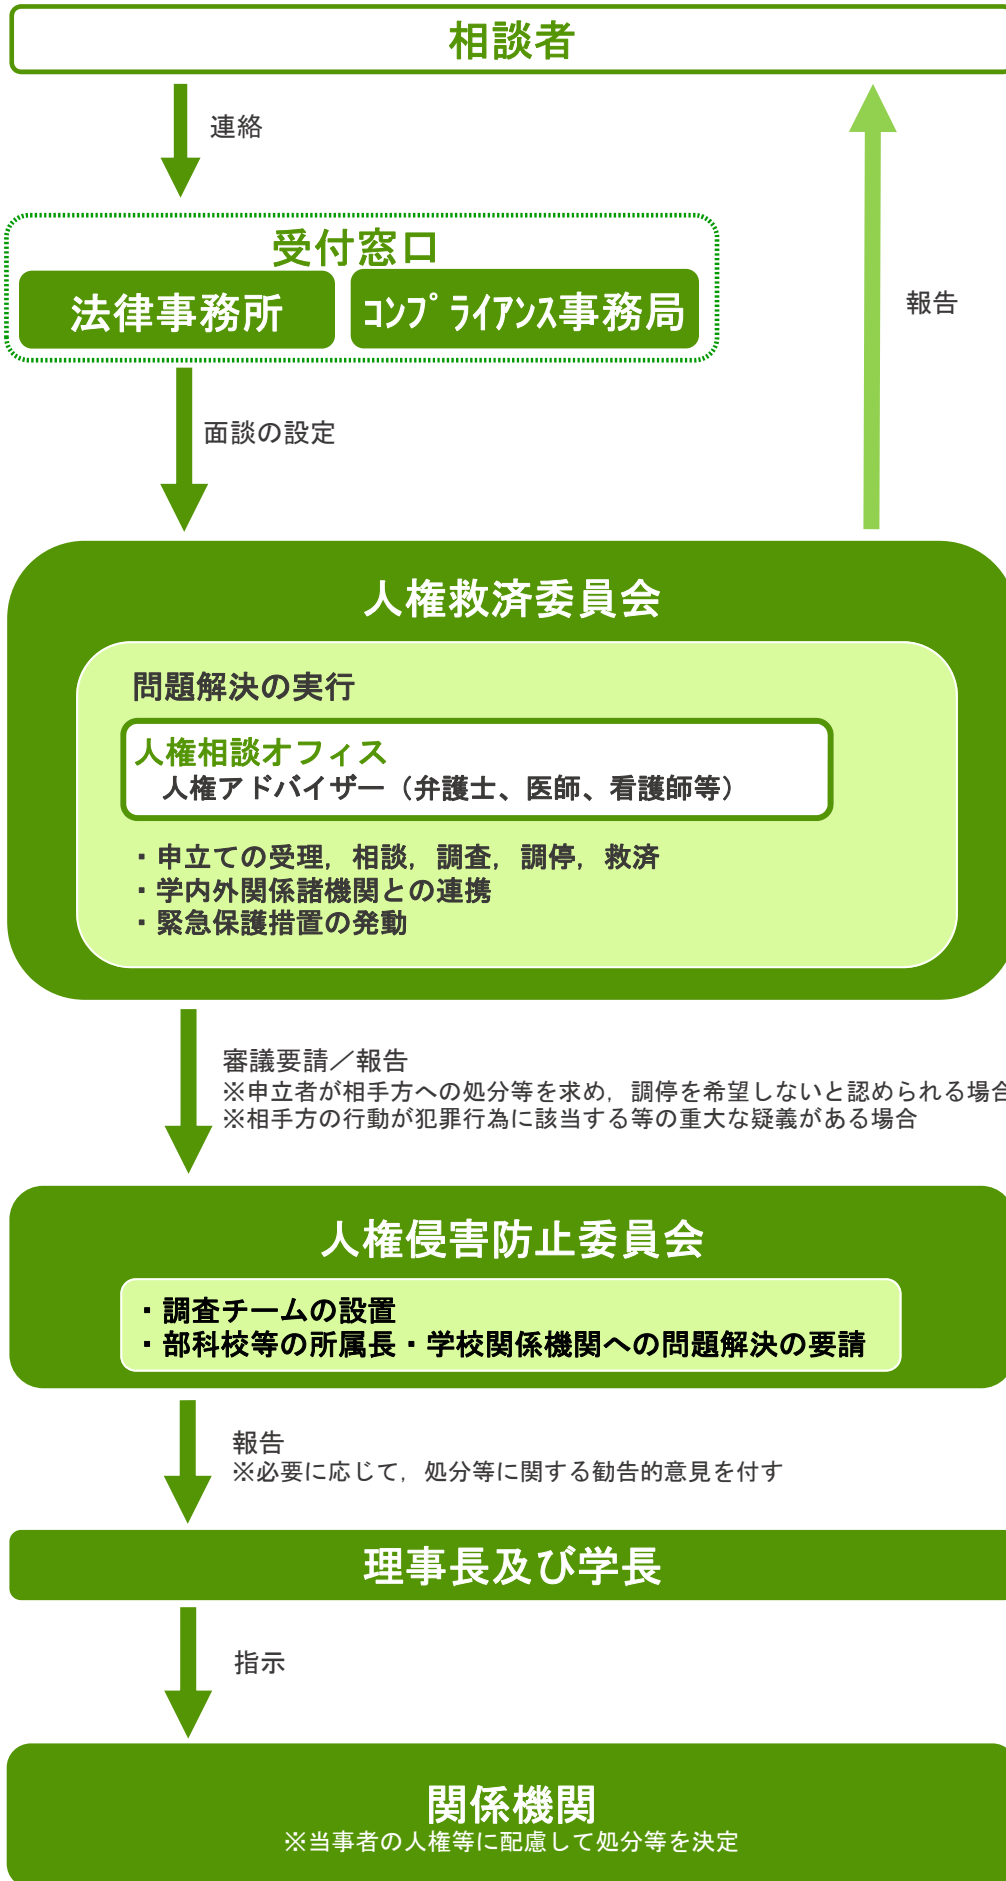 相談者
連絡
受付窓口
法律事務所
ｺﾝﾌﾟﾗｲｱﾝｽ事務局
報告
面談の設定
人権救済委員会
問題解決の実行
人権相談オフィス
人権アドバイザー（弁護士、医師、看護師等）
・申立ての受理，相談，調査，調停，救済
・学内外関係諸機関との連携
・緊急保護措置の発動
審議要請／報告
※申立者が相手方への処分等を求め，調停を希望しないと認められる場合
※相手方の行動が犯罪行為に該当する等の重大な疑義がある場合
人権侵害防止委員会
・調査チームの設置
・部科校等の所属長・学校関係機関への問題解決の要請
報告
※必要に応じて，処分等に関する勧告的意見を付す
理事長及び学長
指示
関係機関
※当事者の人権等に配慮して処分等を決定